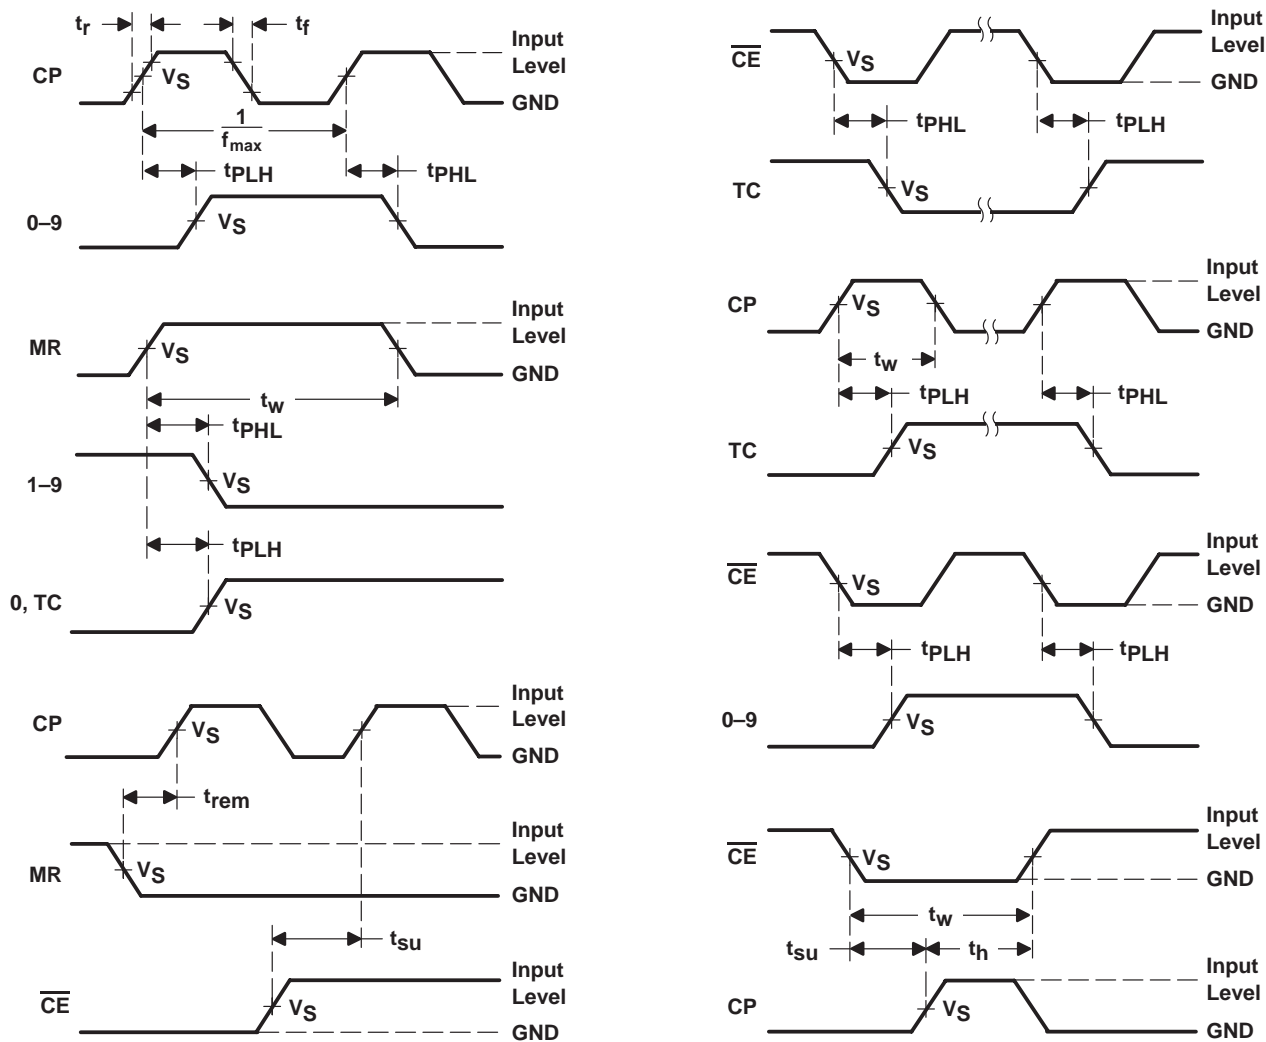 tr tf
CP VS Input Level GND
1
fmax
tPLH tPHL
0–9 VS
MR VS Input Level GND
tw
tPHL
1–9 VS
tPLH
0, TC VS
CP VS Input Level GND
trem
MR VS Input Level GND
tsu
CE VS Input Level GND
CE VS Input Level GND
tPHL tPLH
TC VS
CP VS Input Level GND
tw
tPLH tPHL
TC VS
CE VS Input Level GND
tPLH tPLH
0–9 VS
CE VS Input Level GND
tw
tsu th
CP VS Input Level GND